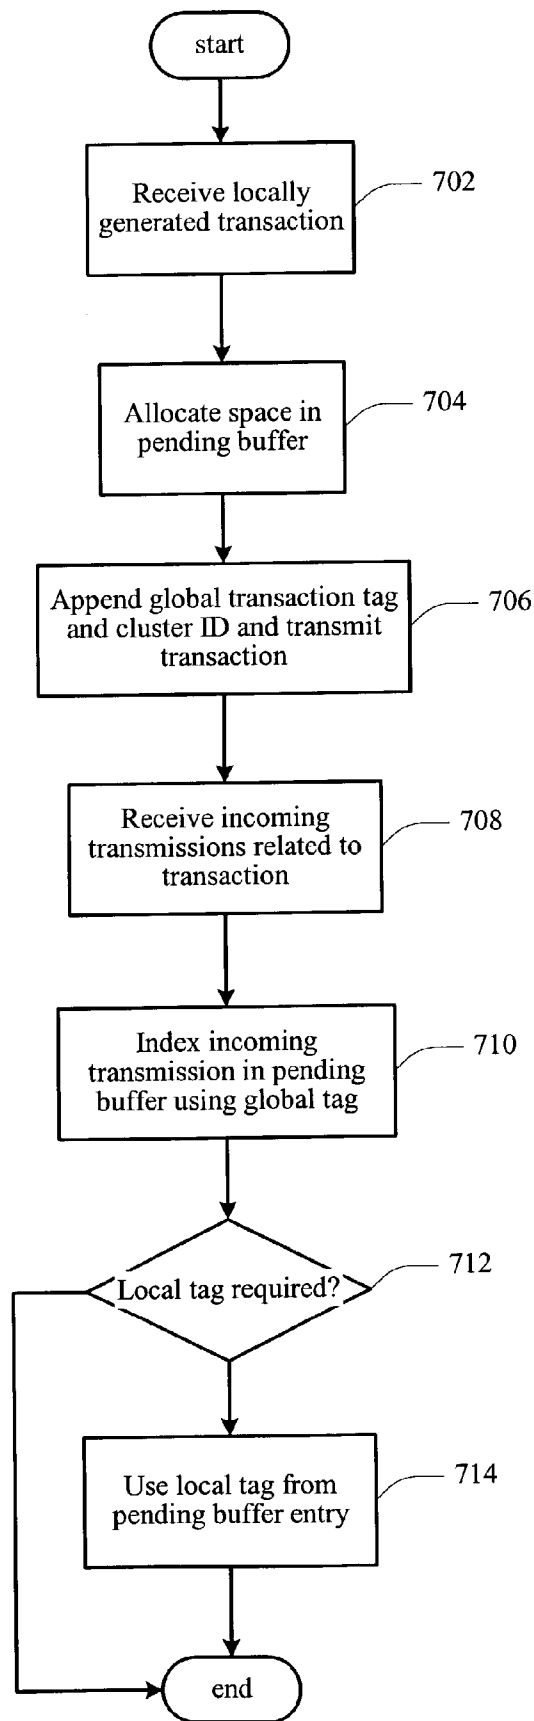 start
Receive locally
generated transaction
702
Allocate space in
pending buffer
704
Append global transaction tag
and cluster ID and transmit
transaction
706
Receive incoming
transmissions related to
transaction
708
Index incoming
transmission in pending
buffer using global tag
710
Local tag required?
712
Use local tag from
pending buffer entry
714
end